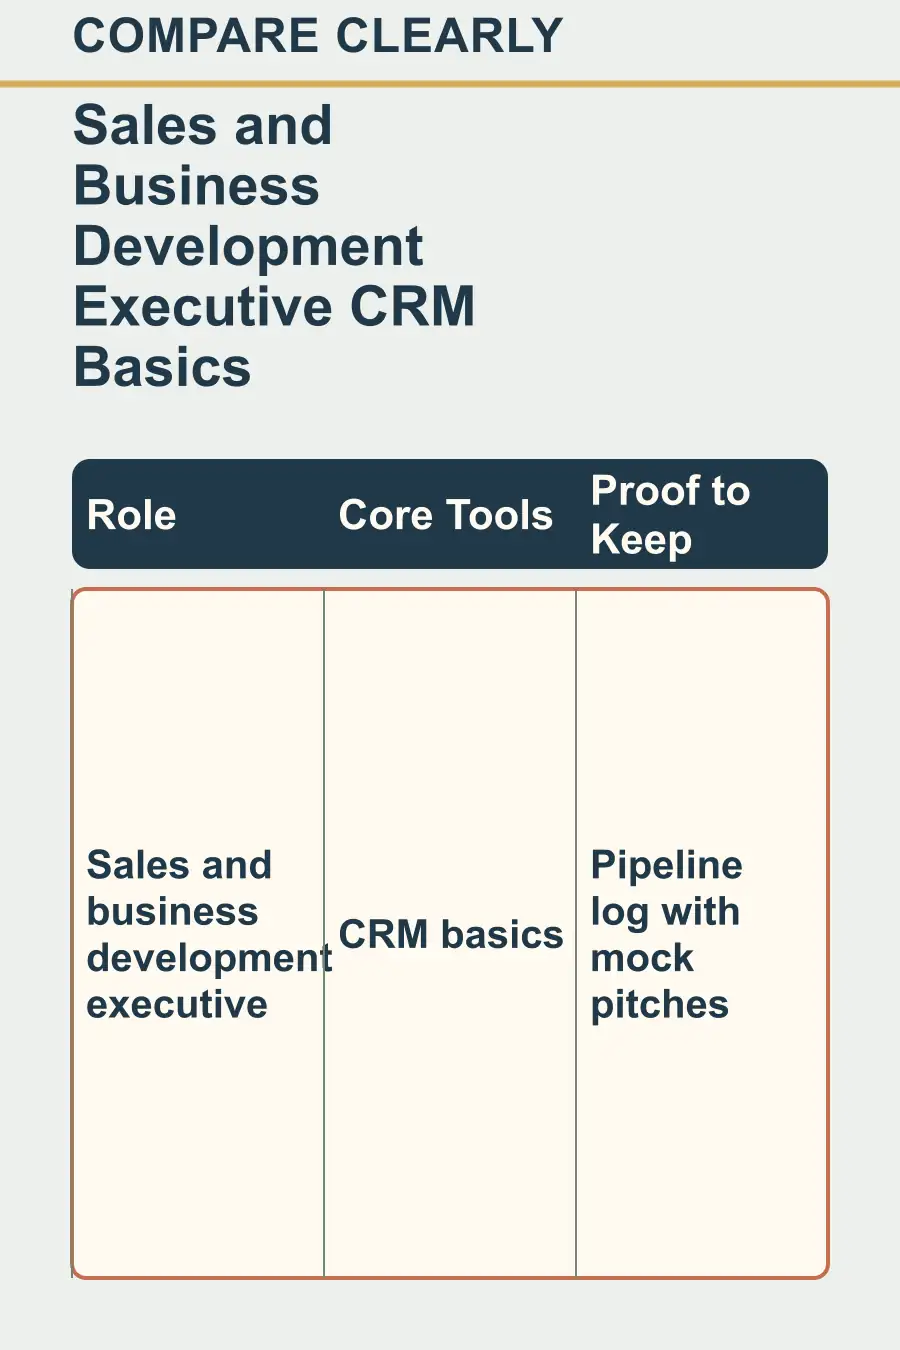 COMPARE CLEARLY
Sales and
Business
Development
Executive CRM
Basics
Role
Core Tools
Proof to
Keep
Sales and
business
development
executive
CRM basics
Pipeline
log with
mock
pitches